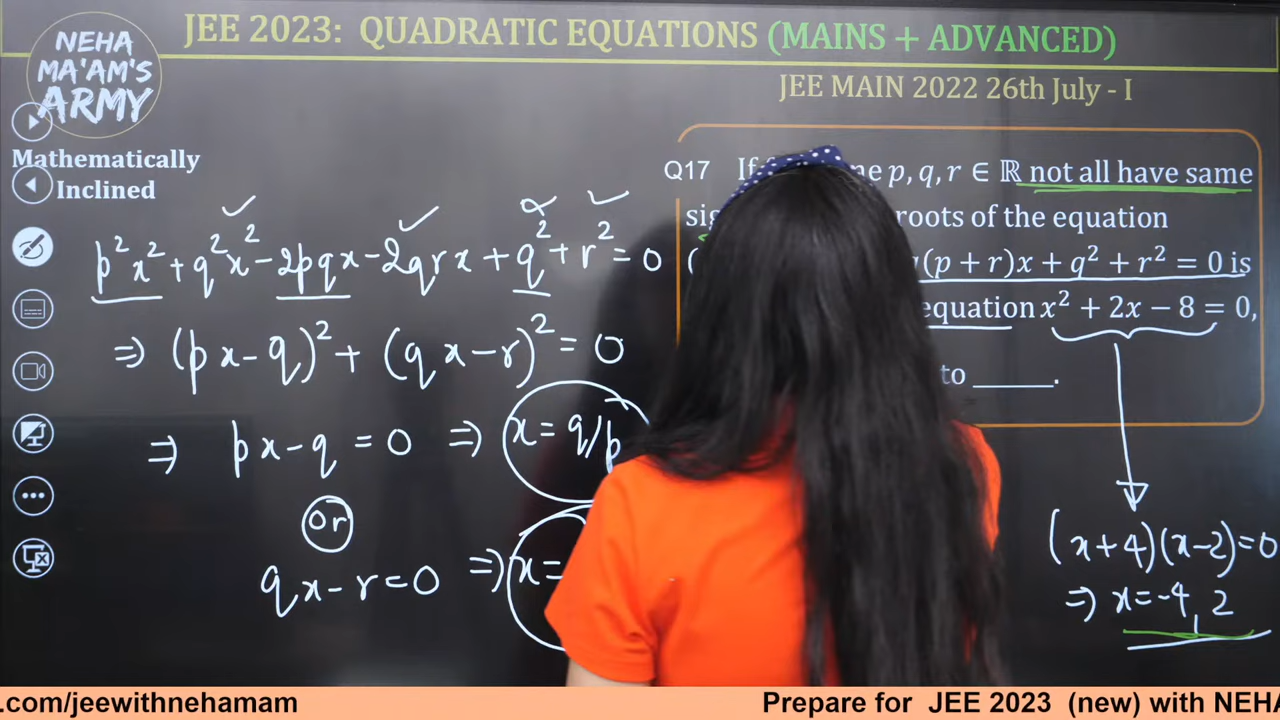 JEE 2023: QUADRATIC EQUATIONS (MAINS + ADVANCED)
NEHA
MA'AM'S
ARMY
JEE MAIN 2022 26th July - I
Mathematically
Inclined
Q17 p, q, r ∈ ℝ not all have same
roots of the equation
(p + r)x + q² + r² = 0 is
equation x² + 2x − 8 = 0,
to ______.
p²x² + q²x² − 2pqx − 2qrx + q² + r² = 0
⇒ (px − q)² + (qx − r)² = 0
⇒ px − q = 0 ⇒ x = q/p
Or
qx − r = 0 ⇒ x =
(x+4)(x−2)=0
⇒ x = −4, 2
.com/jeewithnehamam
Prepare for JEE 2023 (new) with NEHA